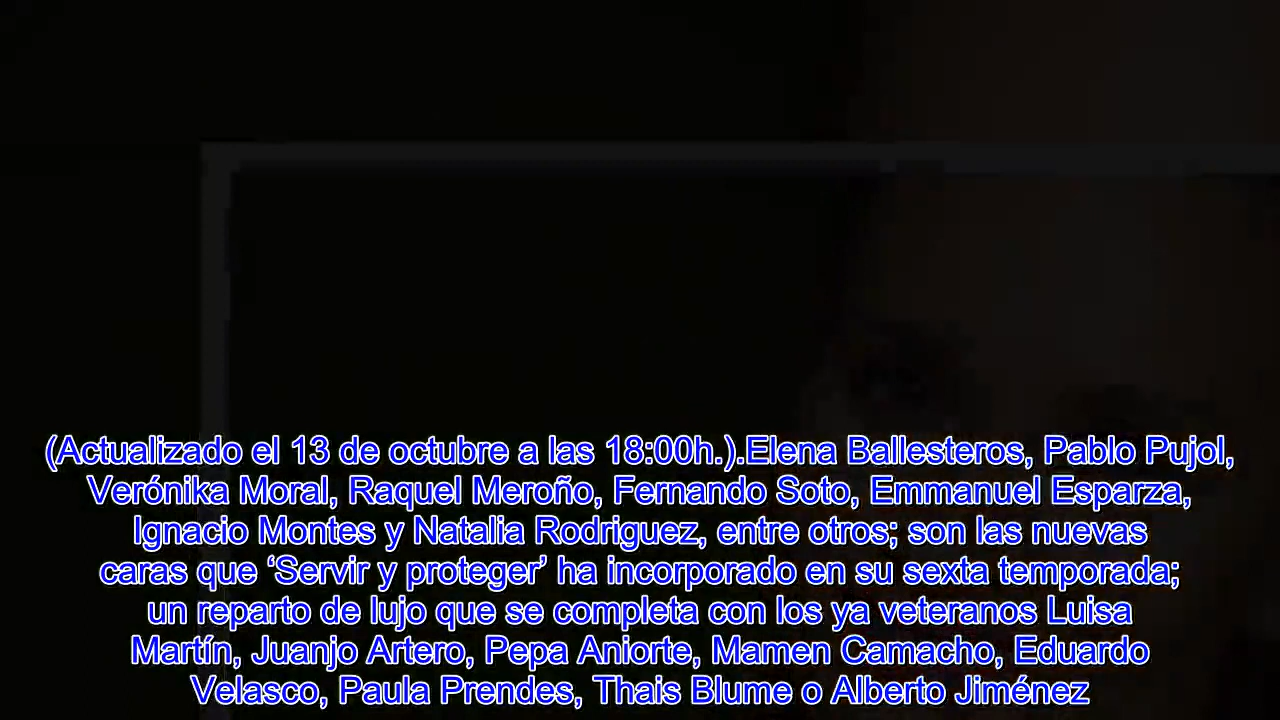 (Actualizado el 13 de octubre a las 18:00h.).Elena Ballesteros, Pablo Pujol,
Verónika Moral, Raquel Meroño, Fernando Soto, Emmanuel Esparza,
Ignacio Montes y Natalia Rodriguez, entre otros; son las nuevas
caras que ‘Servir y proteger’ ha incorporado en su sexta temporada;
un reparto de lujo que se completa con los ya veteranos Luisa
Martín, Juanjo Artero, Pepa Aniorte, Mamen Camacho, Eduardo
Velasco, Paula Prendes, Thais Blume o Alberto Jiménez